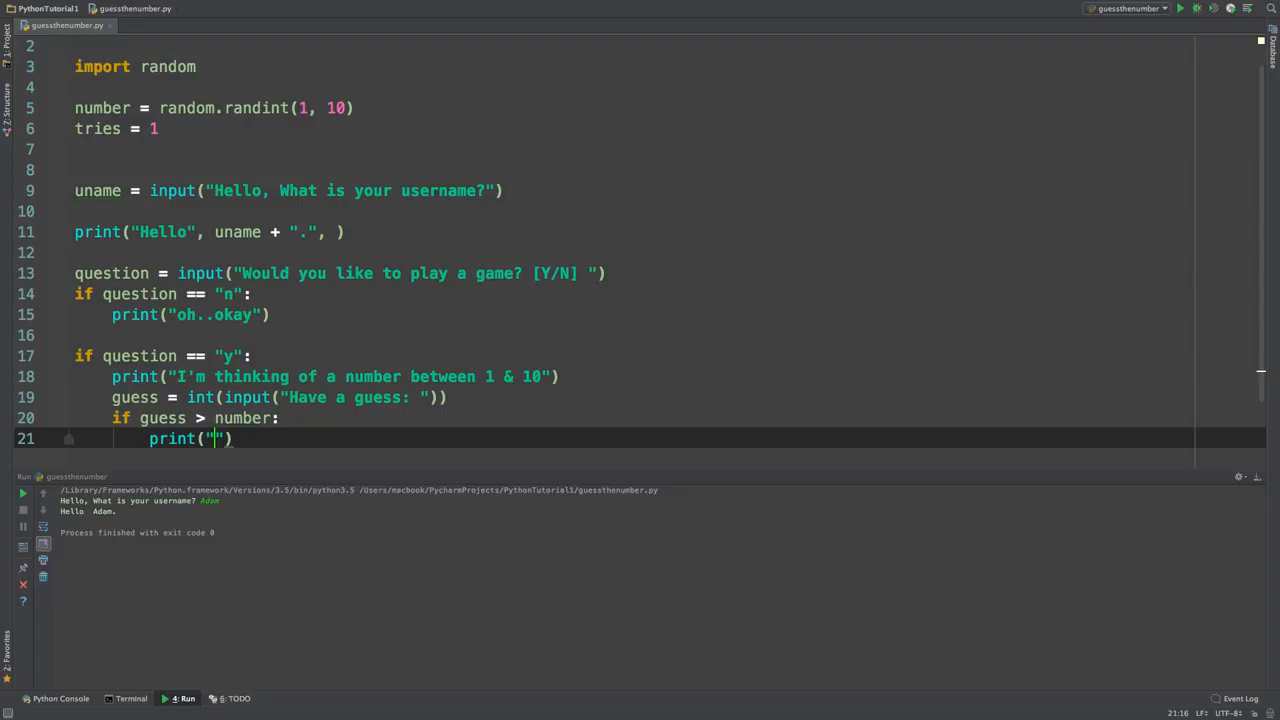 PythonTutorial1 guessthenumber.py guessthenumber
guessthenumber.py
1: Project
Z: Structure
2: Favorites
Database
2
3 import random
4
5 number = random.randint(1, 10)
6 tries = 1
7
8
9 uname = input("Hello, What is your username?")
10
11 print("Hello", uname + ".", )
12
13 question = input("Would you like to play a game? [Y/N] ")
14 if question == "n":
15 print("oh..okay")
16
17 if question == "y":
18 print("I'm thinking of a number between 1 & 10")
19 guess = int(input("Have a guess: "))
20 if guess > number:
21 print("")
Run guessthenumber
/Library/Frameworks/Python.framework/Versions/3.5/bin/python3.5 /Users/macbook/PycharmProjects/PythonTutorial1/guessthenumber.py
Hello, What is your username? Adam
Hello  Adam.
Process finished with exit code 0
Python Console Terminal 4: Run 6: TODO Event Log
21:16 LF÷ UTF-8÷